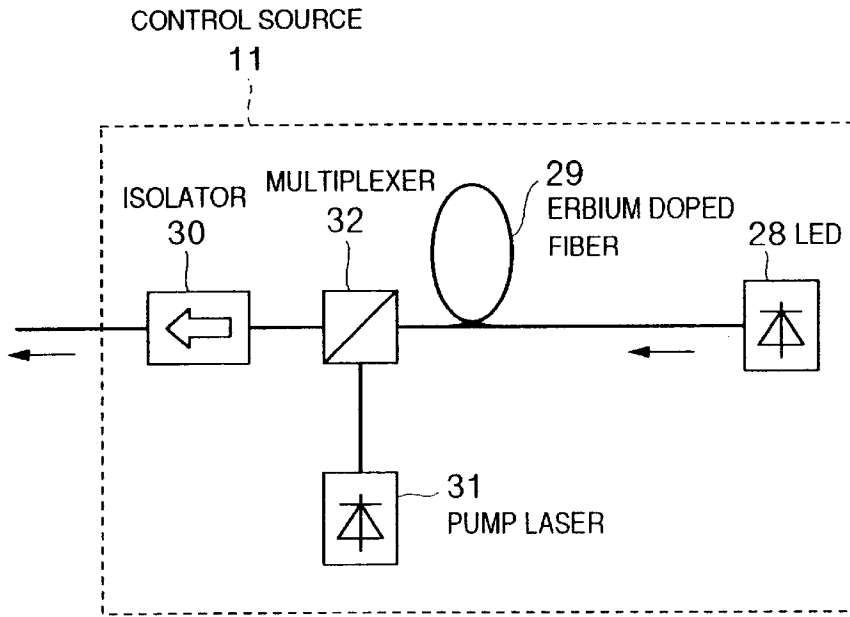 CONTROL SOURCE
11
ISOLATOR
30
MULTIPLEXER
32
29
ERBIUM DOPED
FIBER
28 LED
31
PUMP LASER